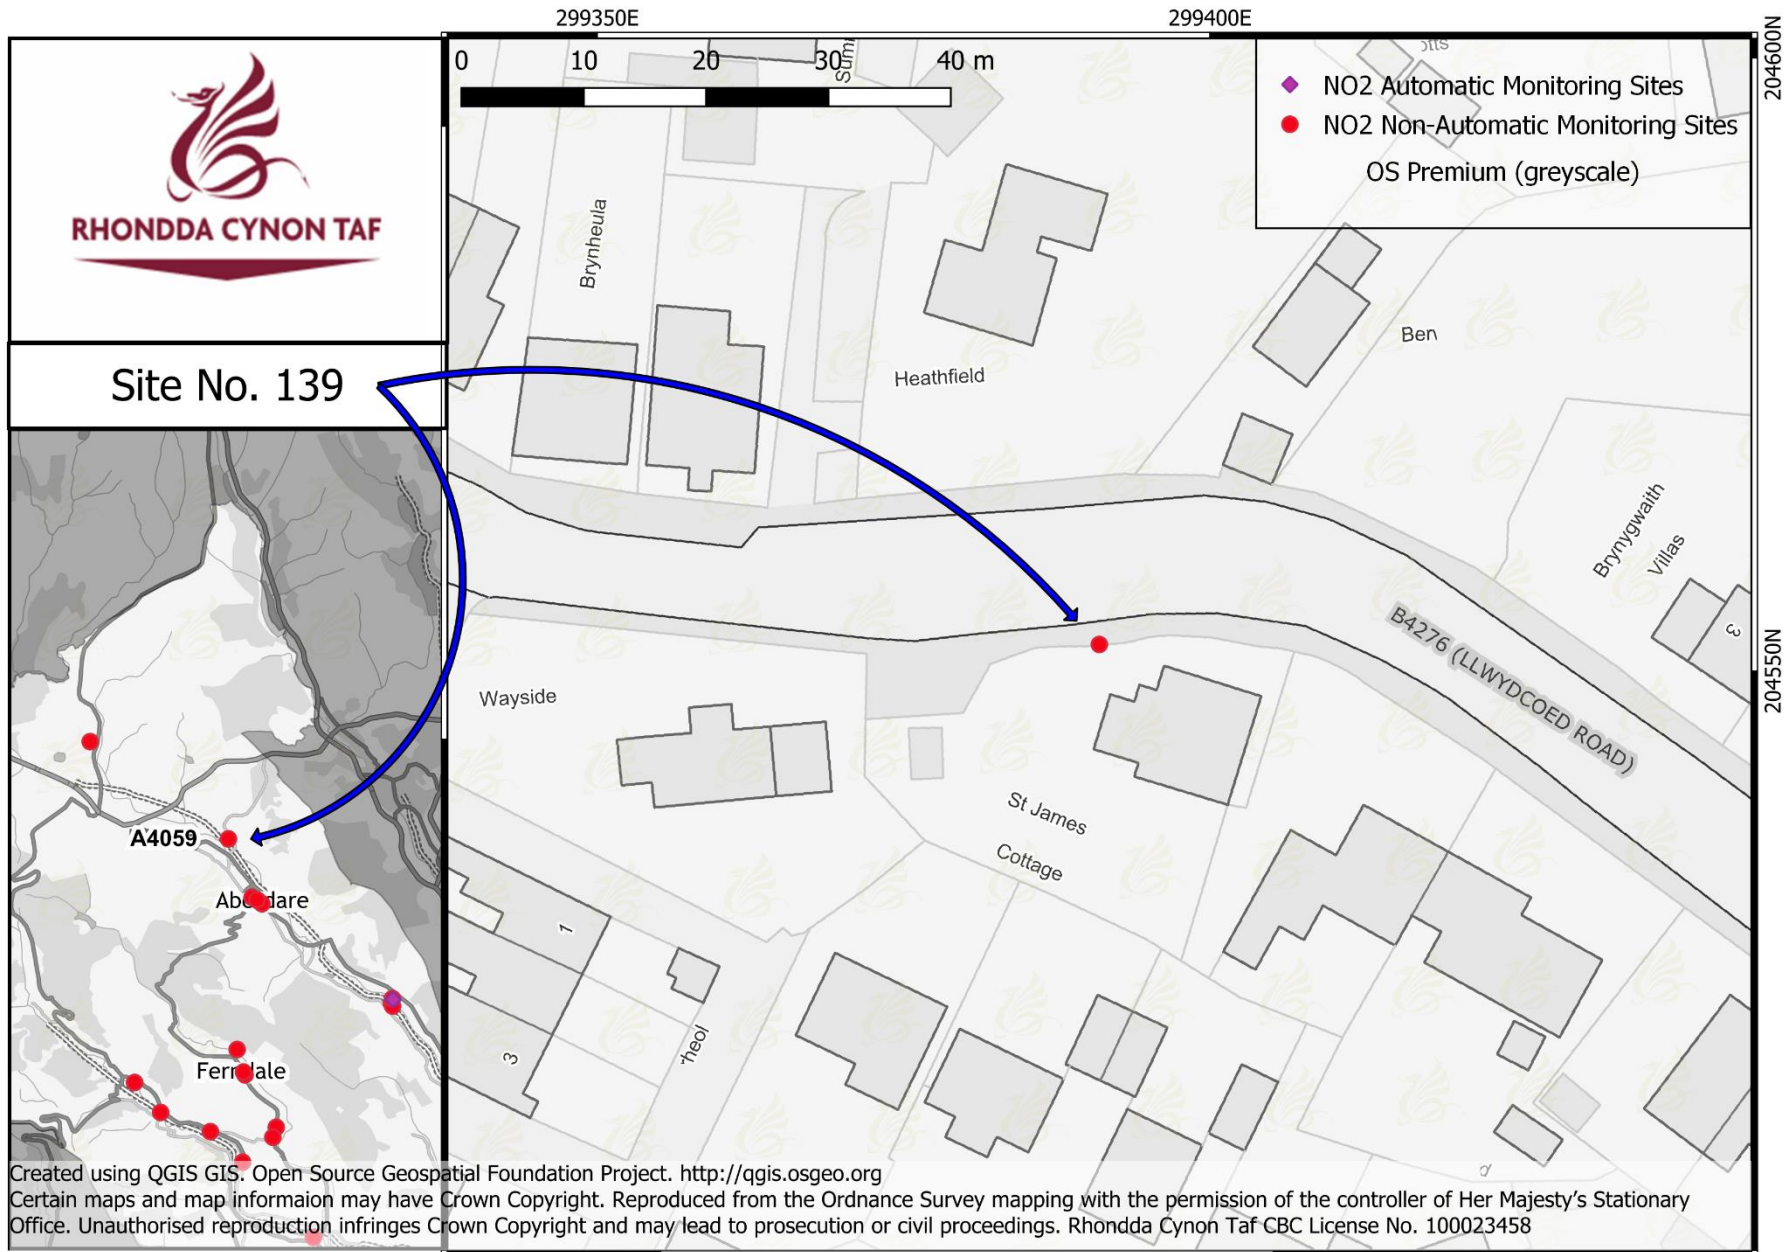 299350E
299400E
204600N
204550N
RHONDDA CYNON TAF
Site No. 139
0 10 20 30 40 m
NO2 Automatic Monitoring Sites
NO2 Non-Automatic Monitoring Sites
OS Premium (greyscale)
Brynheula
Heathfield
Ben
Brynygwaith
Villas
3
B4276 (LLWYDCOED ROAD)
Wayside
St James
Cottage
1
3
A4059
Created using QGIS GIS. Open Source Geospatial Foundation Project. http://qgis.osgeo.org
Certain maps and map informaion may have Crown Copyright. Reproduced from the Ordnance Survey mapping with the permission of the controller of Her Majesty's Stationary
Office. Unauthorised reproduction infringes Crown Copyright and may lead to prosecution or civil proceedings. Rhondda Cynon Taf CBC License No. 100023458